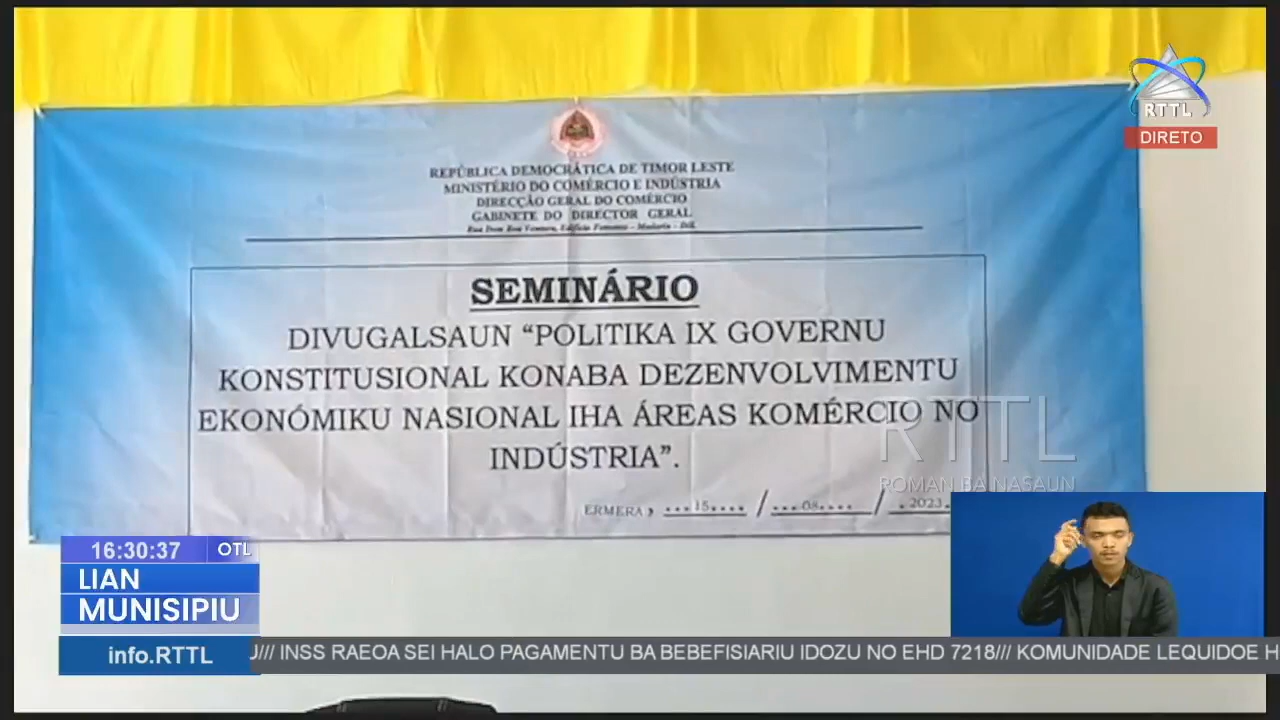 RTTL
DIRETO
REPÚBLICA DEMOCRÁTICA DE TIMOR LESTE
MINISTÉRIO DO COMÉRCIO E INDÚSTRIA
DIRECÇÃO GERAL DO COMÉRCIO
GABINETE DO DIRECTOR GERAL
SEMINÁRIO
DIVUGALSAUN “POLITIKA IX GOVERNU
KONSTITUSIONAL KONABA DEZENVOLVIMENTU
EKONÓMIKU NASIONAL IHA ÁREAS KOMÉRCIO NO
INDÚSTRIA”.
RTTL
ROMAN BA NASAUN
ERMERA, ...15.... / ...08.... / .2023.
16:30:37 OTL
LIAN
MUNISIPIU
info.RTTL
/// INSS RAEOA SEI HALO PAGAMENTU BA BEBEFISIARIU IDOZU NO EHD 7218/// KOMUNIDADE LEQUIDOE H